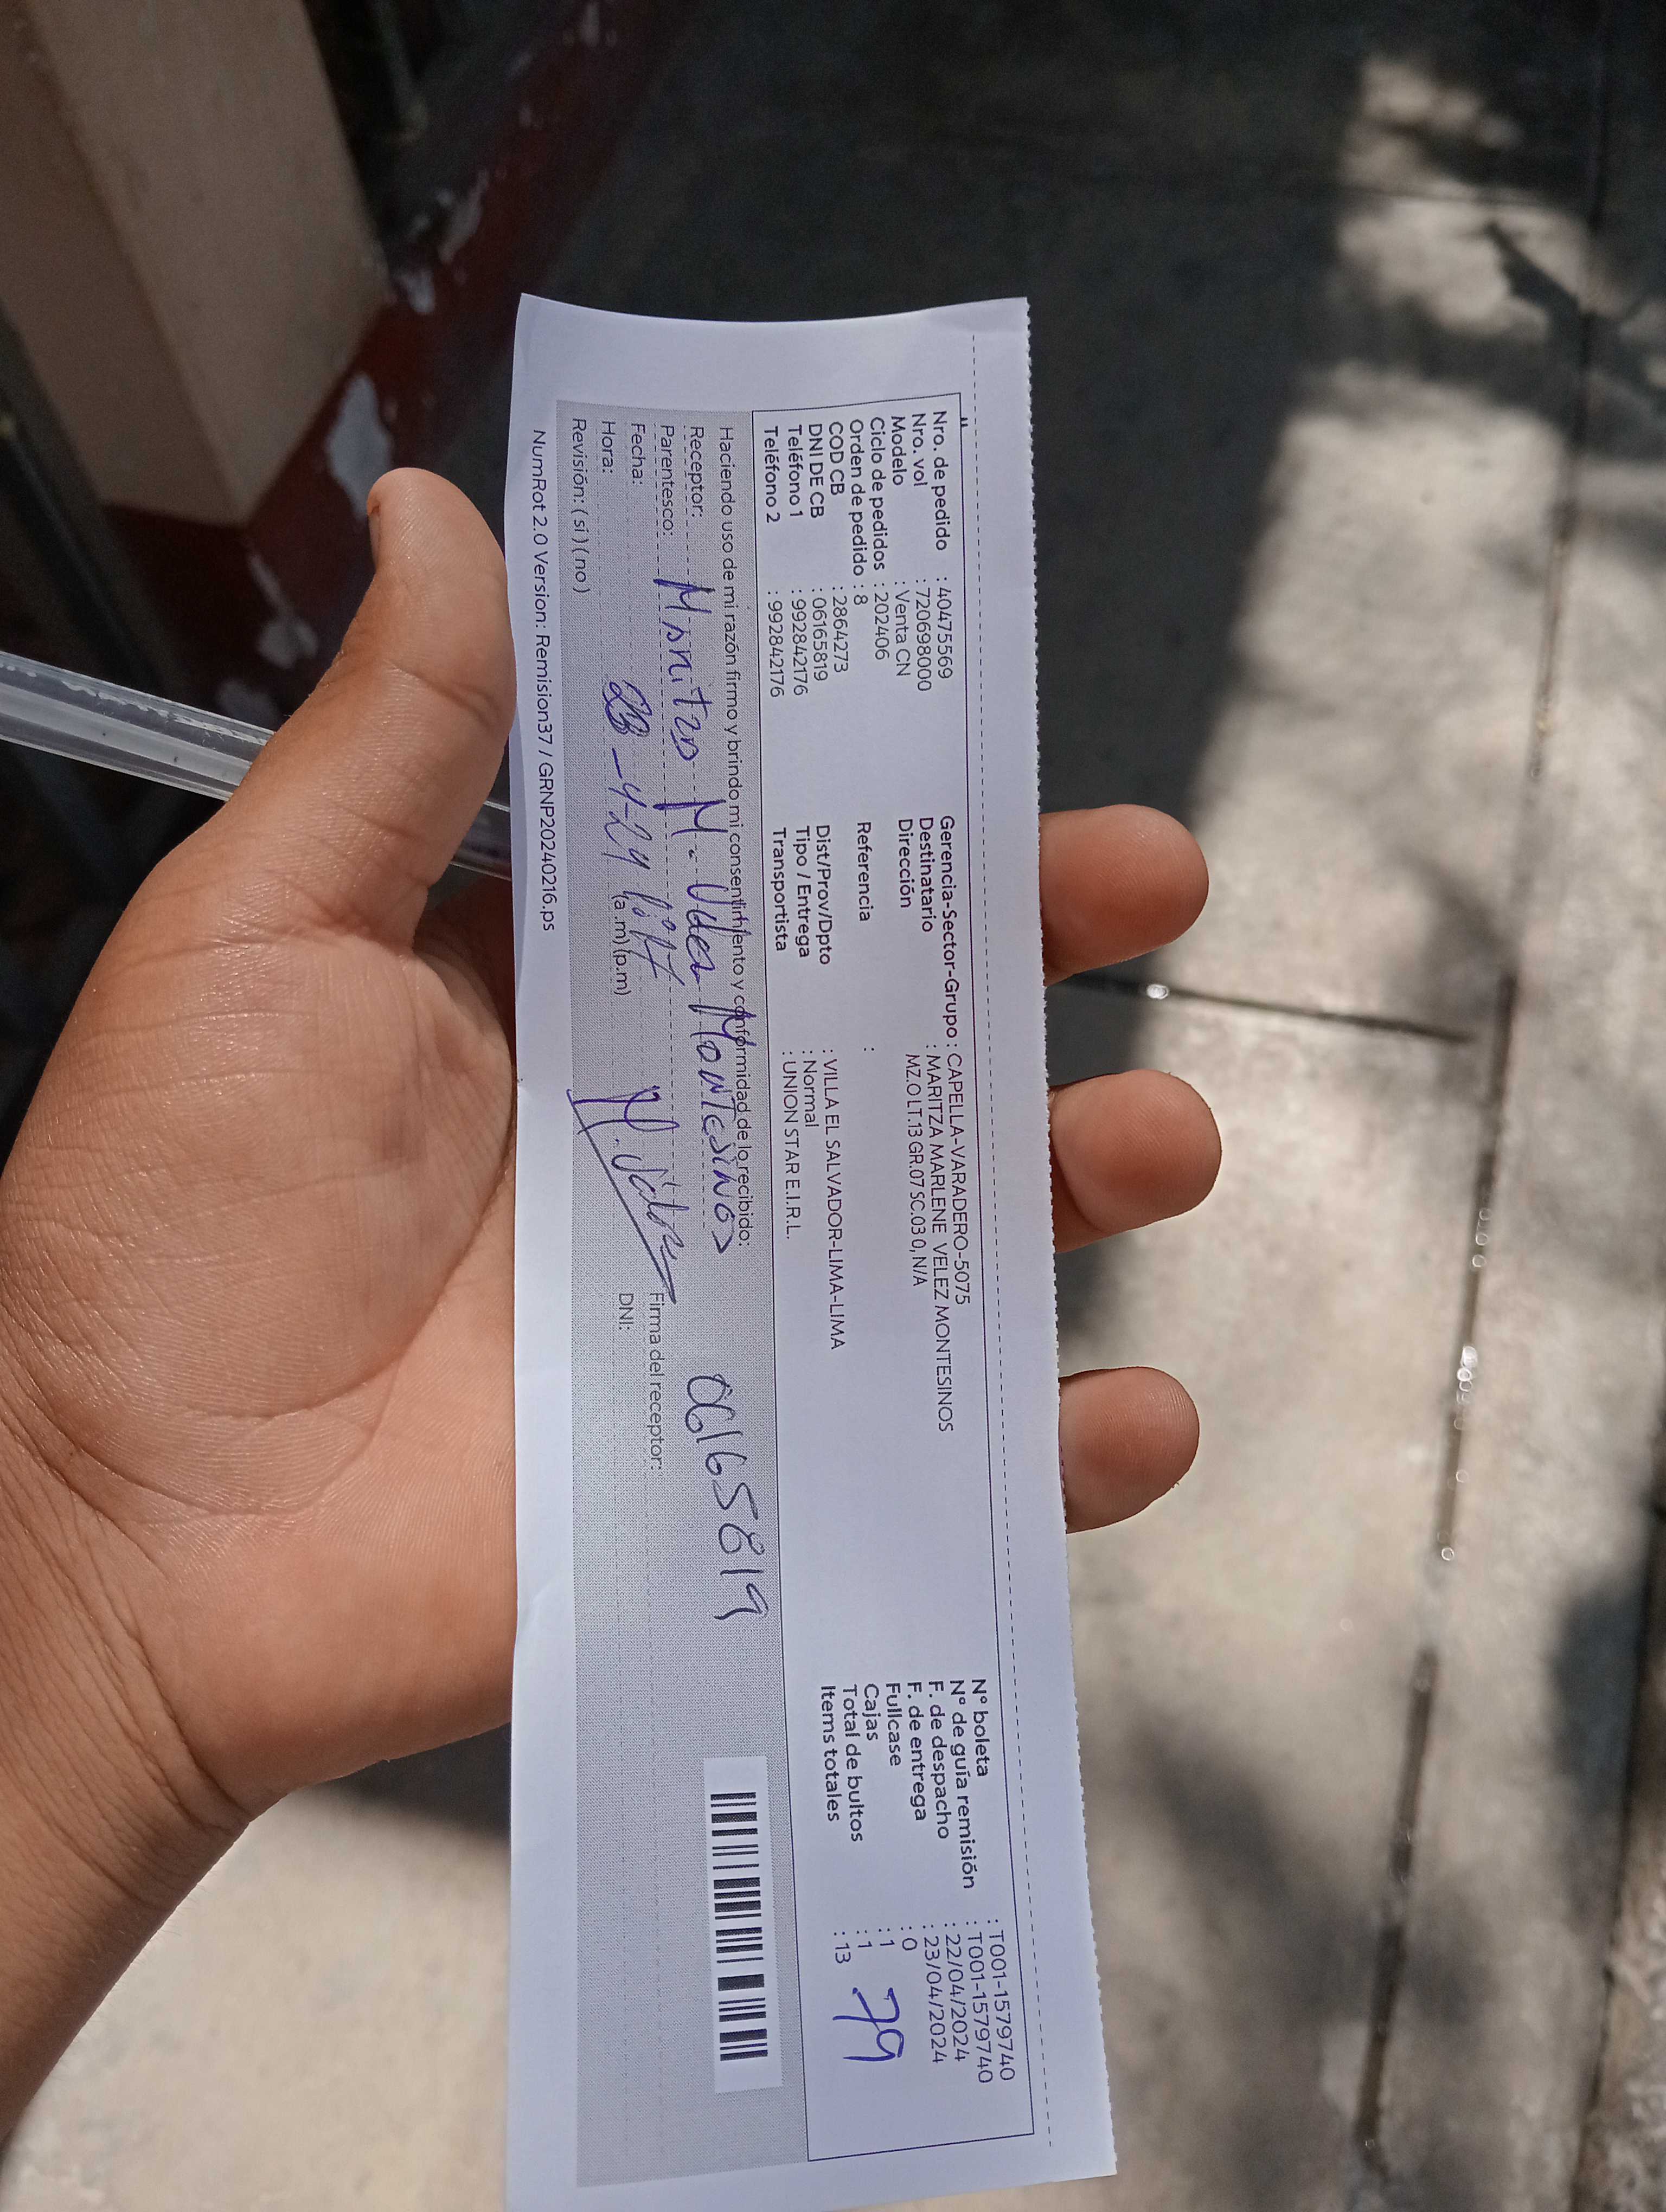 Nro. de pedido : 40475569
Nro. vol : 7206980​00
Modelo : Venta CN
Ciclo de pedidos : 202406
Orden de pedido : 8
COD CB : 2864273
DNI DE CB : 06165819
Teléfono 1 : 992842176
Teléfono 2 : 992842176
Gerencia-Sector-Grupo : CAPELLA-VARADERO-5075
Destinatario : MARITZA MARLENE VELEZ MONTESINOS
Dirección MZ.O LT.13 GR.07 SC.03 0, N/A
Referencia :
Dist/Prov/Dpto : VILLA EL SALVADOR-LIMA-LIMA
Tipo / Entrega : Normal
Transportista : UNION STAR E.I.R.L.
N° boleta : T001-1579740
N° de guía remisión : T001-1579740
F. de despacho : 22/04/2024
F. de entrega : 23/04/2024
Fullcase : 0
Cajas : 1
Total de bultos : 1
Items totales : 13
79
Haciendo uso de mi razón firmo y brindo mi consentimiento y conformidad de lo recibido:
Receptor: M. Montesinos 06165819
Parentesco:
Firma del receptor:
Fecha: 23-4-24
DNI:
Hora: (a.m) (p.m)
Revisión: ( sí ) ( no )
NumRot 2.0 Version: Remision37 / GRNP20240216.ps